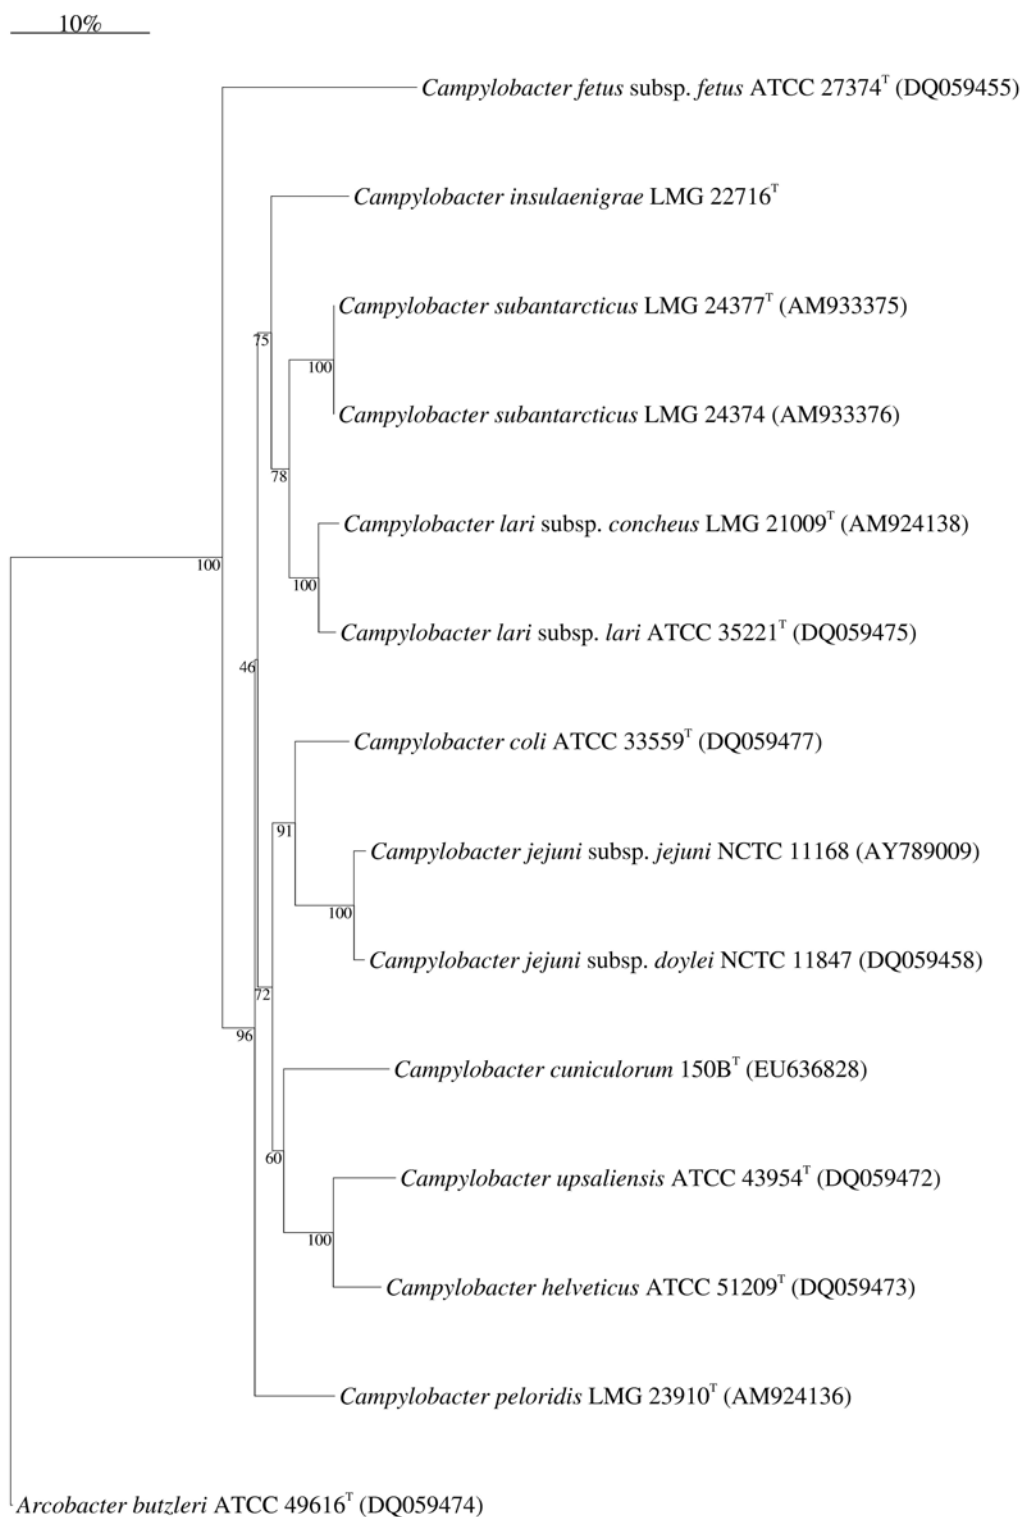 10%
Campylobacter fetus subsp. fetus ATCC 27374ᵀ (DQ059455)
Campylobacter insulaenigrae LMG 22716ᵀ
Campylobacter subantarcticus LMG 24377ᵀ (AM933375)
75
100
Campylobacter subantarcticus LMG 24374 (AM933376)
78
Campylobacter lari subsp. concheus LMG 21009ᵀ (AM924138)
100
100
Campylobacter lari subsp. lari ATCC 35221ᵀ (DQ059475)
46
Campylobacter coli ATCC 33559ᵀ (DQ059477)
91
Campylobacter jejuni subsp. jejuni NCTC 11168 (AY789009)
100
Campylobacter jejuni subsp. doylei NCTC 11847 (DQ059458)
72
96
Campylobacter cuniculorum 150Bᵀ (EU636828)
60
Campylobacter upsaliensis ATCC 43954ᵀ (DQ059472)
100
Campylobacter helveticus ATCC 51209ᵀ (DQ059473)
Campylobacter peloridis LMG 23910ᵀ (AM924136)
Arcobacter butzleri ATCC 49616ᵀ (DQ059474)